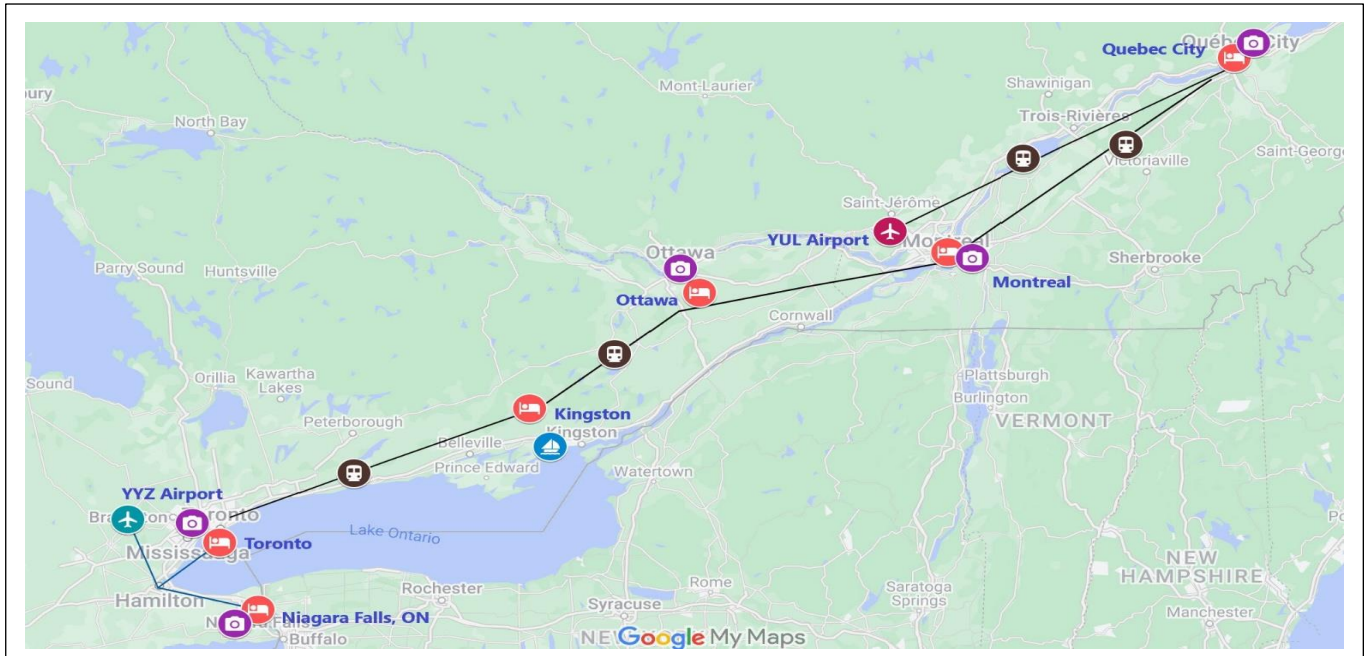 Québec City
Quebec City
Mont-Laurier
Shawinigan
Trois-Rivières
North Bay
Victoriaville
Saint-Georg
Saint-Jérôme
YUL Airport
Montreal
Ottawa
Sherbrooke
Parry Sound
Huntsville
Ottawa
Montreal
Cornwall
Sound
Orillia
Kawartha
Lakes
Plattsburgh
Burlington
VERMONT
Peterborough
Kingston
Belleville
Kingston
Prince Edward
Watertown
YYZ Airport
Toronto
Lake Ontario
Mississauga
NEW
HAMPSHIRE
Hamilton
Rochester
Rome
Saratoga
Springs
Syracuse
Manchester
Niagara Falls, ON
Buffalo
Google My Maps